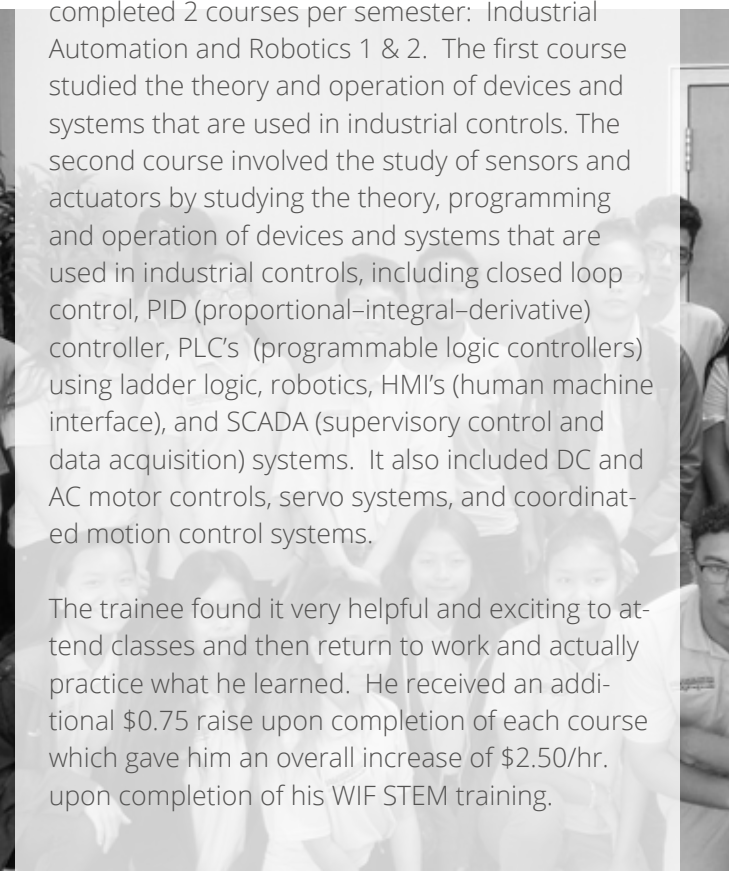 completed 2 courses per semester:  Industrial
Automation and Robotics 1 & 2.  The first course
studied the theory and operation of devices and
systems that are used in industrial controls. The
second course involved the study of sensors and
actuators by studying the theory, programming
and operation of devices and systems that are
used in industrial controls, including closed loop
control, PID (proportional–integral–derivative)
controller, PLC's  (programmable logic controllers)
using ladder logic, robotics, HMI's (human machine
interface), and SCADA (supervisory control and
data acquisition) systems.  It also included DC and
AC motor controls, servo systems, and coordinat-
ed motion control systems.

The trainee found it very helpful and exciting to at-
tend classes and then return to work and actually
practice what he learned.  He received an addi-
tional $0.75 raise upon completion of each course
which gave him an overall increase of $2.50/hr.
upon completion of his WIF STEM training.